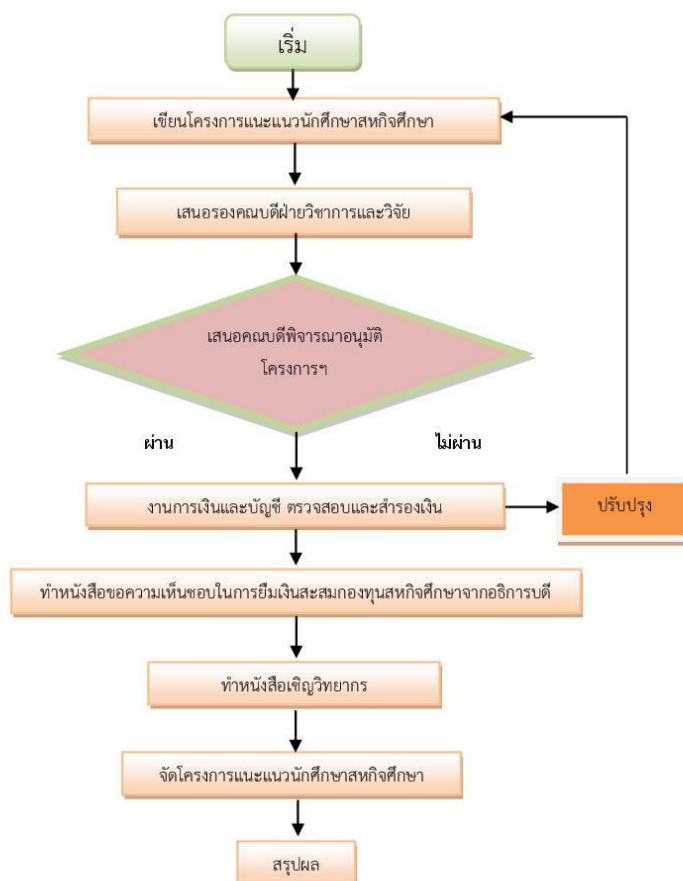 เริ่ม
เขียนโครงการแนะแนวนักศึกษาสหกิจศึกษา
เสนอรองคณบดีฝ่ายวิชาการและวิจัย
เสนอคณบดีพิจารณาอนุมัติ
โครงการฯ
ผ่าน
ไม่ผ่าน
งานการเงินและบัญชี ตรวจสอบและสำรองเงิน
ปรับปรุง
ทำหนังสือขอความเห็นชอบในการยืมเงินสะสมกองทุนสหกิจศึกษาจากอธิการบดี
ทำหนังสือเชิญวิทยากร
จัดโครงการแนะแนวนักศึกษาสหกิจศึกษา
สรุปผล